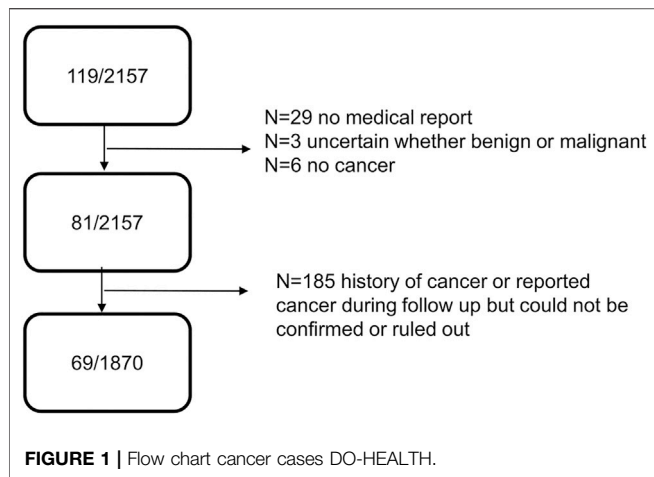 119/2157
N=29 no medical report
N=3 uncertain whether benign or malignant
N=6 no cancer
81/2157
N=185 history of cancer or reported
cancer during follow up but could not be
confirmed or ruled out
69/1870
FIGURE 1 | Flow chart cancer cases DO-HEALTH.